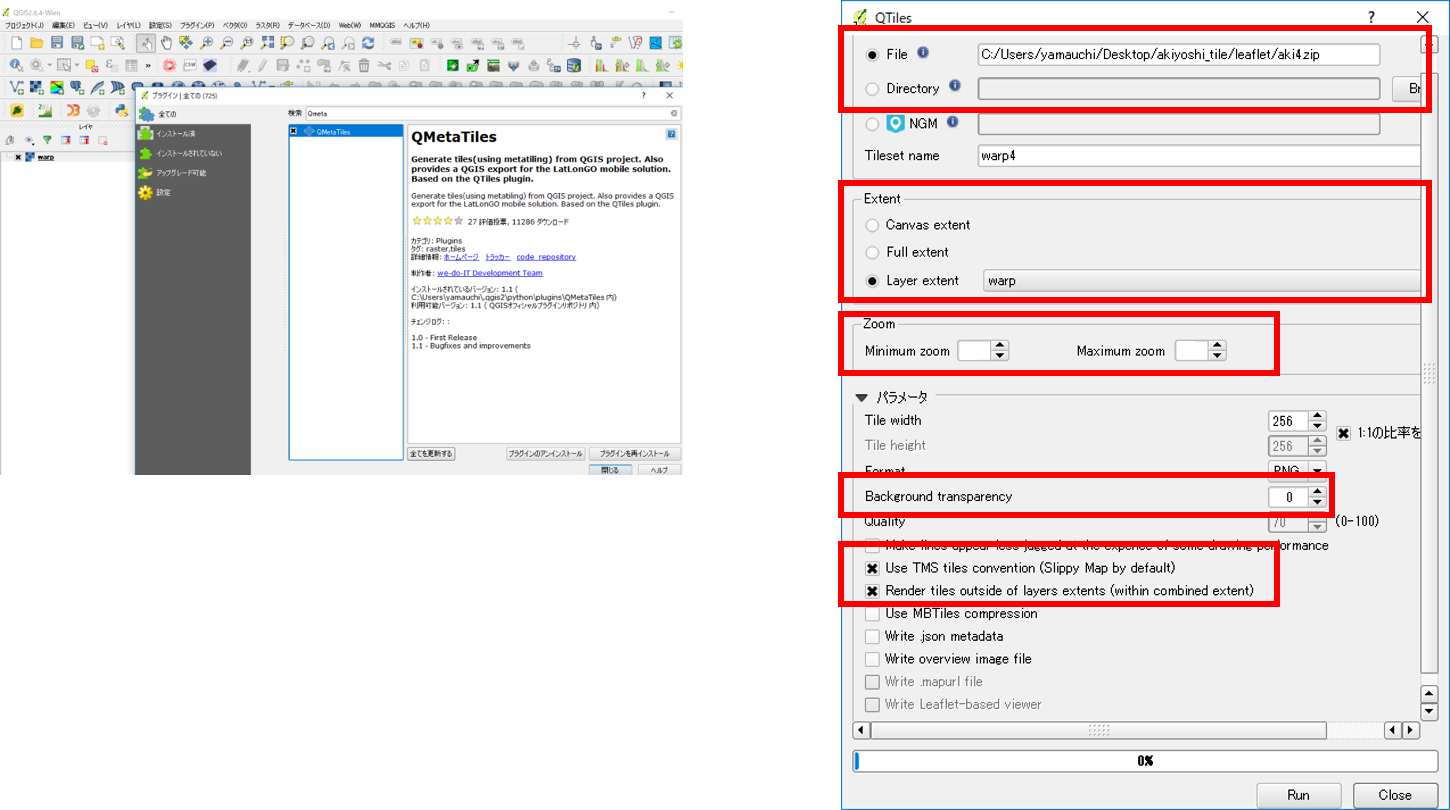 QGIS2.8.4-Wien
プロジェクト(J) 編集(E) ビュー(V) レイヤ(L) 設定(S) プラグイン(P) ベクタ(O) ラスタ(R) データベース(D) Web(W) MMQGIS ヘルプ(H)
レイヤ
warp
プラグイン | 全ての (725)
全ての
インストール済
インストールされていない
アップグレード可能
設定
検索 Qmeta
QMetaTiles
QMetaTiles
Generate tiles(using metatiling) from QGIS project. Also
provides a QGIS export for the LatLonGO mobile solution.
Based on the QTiles plugin.
Generate tiles(using metatiling) from QGIS project. Also provides a QGIS
export for the LatLonGO mobile solution. Based on the QTiles plugin.
27 評価投票, 11286 ダウンロード
カテゴリ: Plugins
タグ: raster,tiles
詳細情報: ホームページ トラッカー code repository
制作者: we-do-IT Development Team
インストールされているバージョン: 1.1 (
C:\Users\yamauchi\.qgis2\python\plugins\QMetaTiles 内)
利用可能バージョン: 1.1 ( QGISオフィシャルプラグインリポジトリ 内)
チェンジログ: :
1.0 - First Release
1.1 - Bugfixes and improvements
全てを更新する プラグインのアンインストール プラグインを再インストール
閉じる ヘルプ
QTiles
File C:/Users/yamauchi/Desktop/akiyoshi_tile/leaflet/aki4.zip
Directory Br
NGM
Tileset name warp4
Extent
Canvas extent
Full extent
Layer extent warp
Zoom
Minimum zoom Maximum zoom
パラメータ
Tile width 256
1:1の比率を
Tile height 256
Format PNG
Background transparency 0
Quality 70 (0-100)
Make lines appear less jagged at the expence of some drawing performance
Use TMS tiles convention (Slippy Map by default)
Render tiles outside of layers extents (within combined extent)
Use MBTiles compression
Write .json metadata
Write overview image file
Write .mapurl file
Write Leaflet-based viewer
0%
Run Close